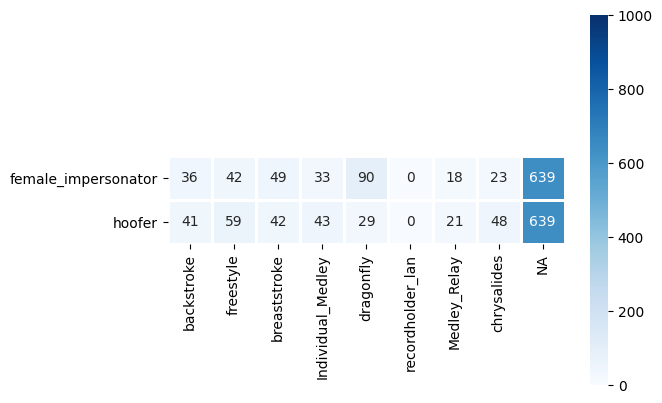 1000
800
600
400
200
0
female_impersonator 36 42 49 33 90 0 18 23 639
hoofer 41 59 42 43 29 0 21 48 639
backstroke
freestyle
breaststroke
Individual_Medley
dragonfly
recordholder_lan
Medley_Relay
chrysalides
NA